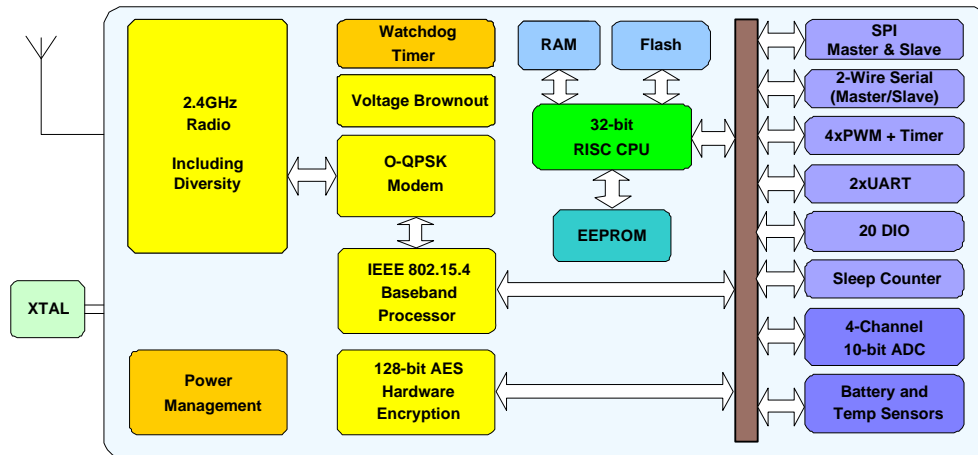 2.4GHz
Radio
Including
Diversity
XTAL
Power
Management
Watchdog
Timer
Voltage Brownout
O-QPSK
Modem
IEEE 802.15.4
Baseband
Processor
128-bit AES
Hardware
Encryption
RAM
Flash
32-bit
RISC CPU
EEPROM
SPI
Master & Slave
2-Wire Serial
(Master/Slave)
4xPWM + Timer
2xUART
20 DIO
Sleep Counter
4-Channel
10-bit ADC
Battery and
Temp Sensors